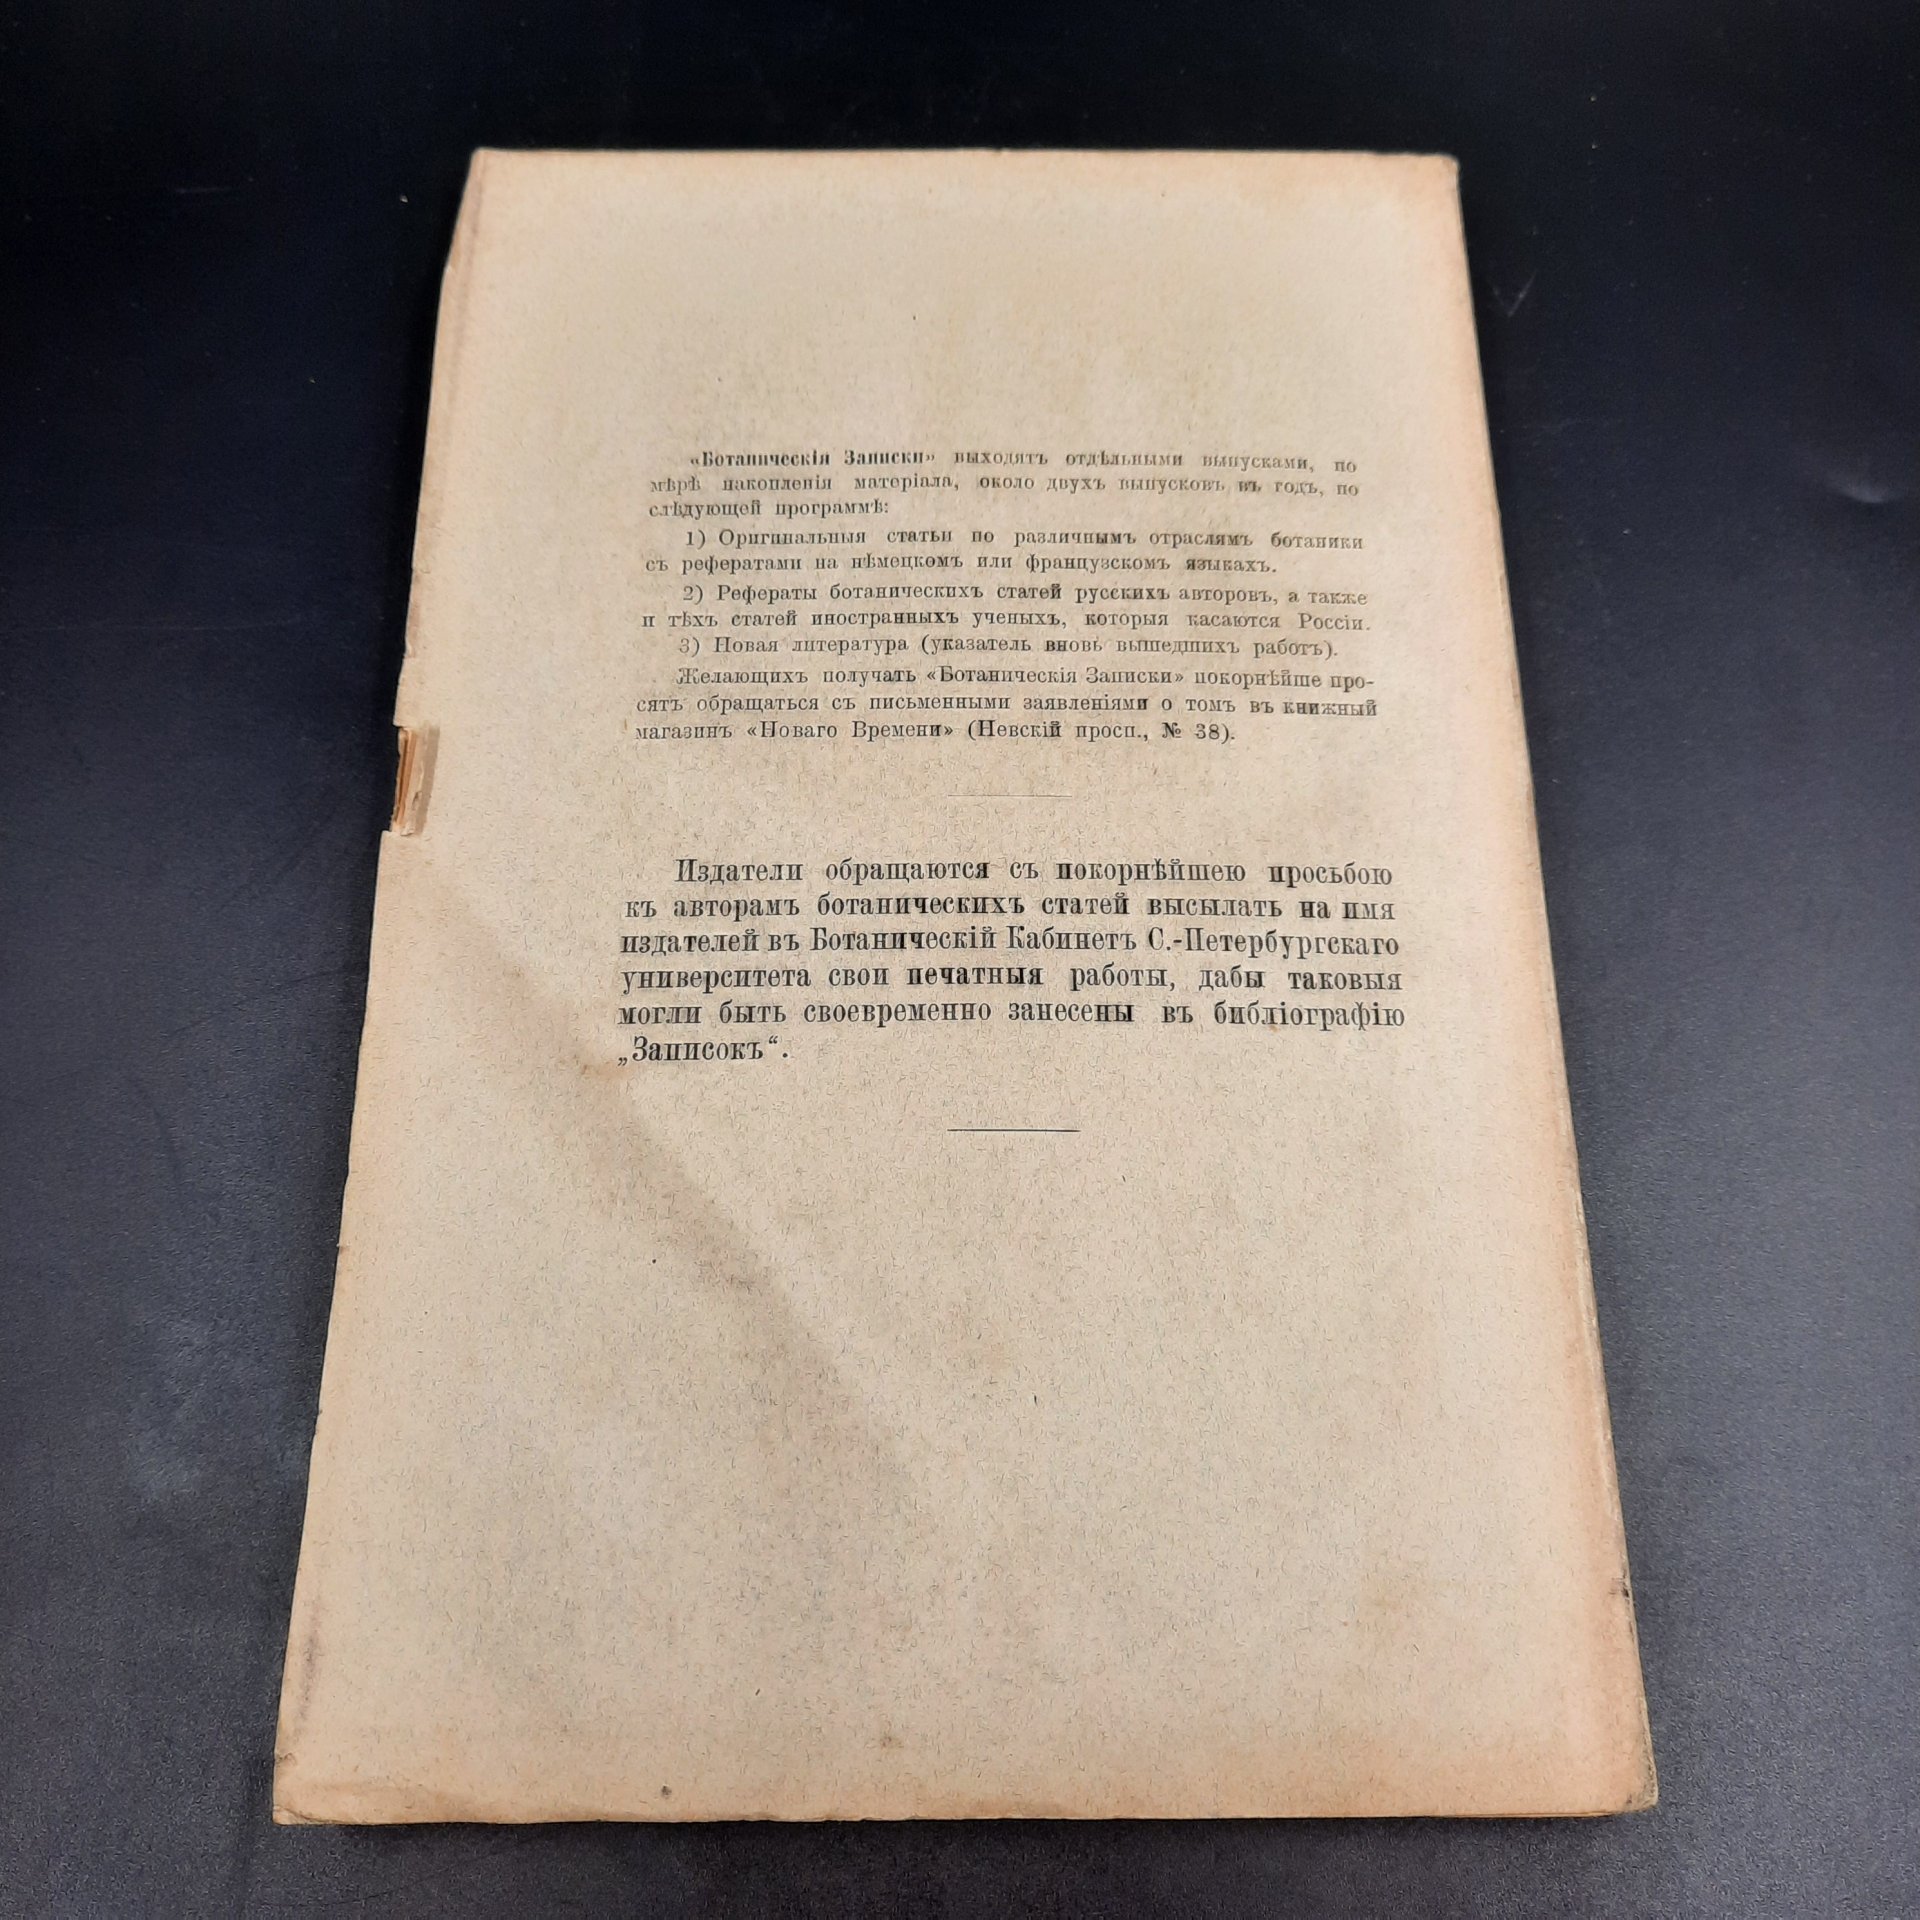 «Ботаническія Записки» выходятъ отдѣльными выпусками, по
мѣрѣ накопленія матеріала, около двухъ выпусковъ въ годъ, по
слѣдующей программѣ:
1) Оригинальныя статьи по различнымъ отраслямъ ботаники
съ рефератами на нѣмецкомъ или французскомъ языкахъ.
2) Рефераты ботаническихъ статей русскихъ авторовъ, а также
и тѣхъ статей иностранныхъ ученыхъ, которыя касаются Россіи.
3) Новая литература (указатель вновь вышедшихъ работъ).
Желающихъ получать «Ботаническія Записки» покорнѣйше про-
сятъ обращаться съ письменными заявленіями о томъ въ книжный
магазинъ «Новаго Времени» (Невскій просп., № 38).
Издатели обращаются съ покорнѣйшею просьбою
къ авторамъ ботаническихъ статей высылать на имя
издателей въ Ботаническій Кабинетъ С.-Петербургскаго
университета свои печатныя работы, дабы таковыя
могли быть своевременно занесены въ библіографію
„Записокъ“.